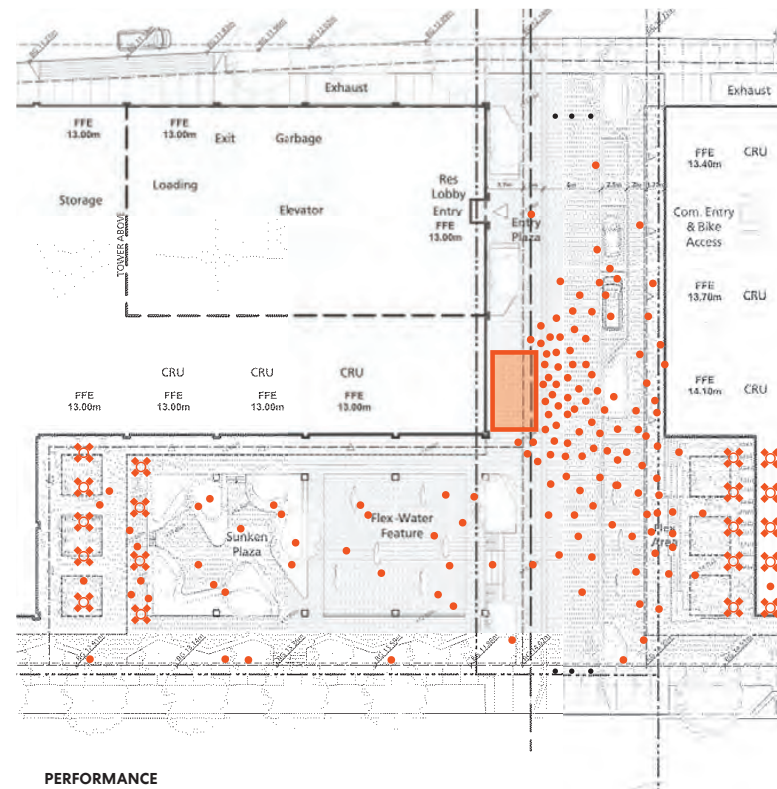 Exhaust
Exhaust
FFE
13.00m
FFE
13.00m
Exit
Garbage
FFE
13.40m
CRU
Storage
Loading
Elevator
Res
Lobby
Entry
FFE
13.00m
Entry
Plaza
Com. Entry
& Bike
Access
TOWER ABOVE
FFE
13.70m
CRU
CRU
CRU
CRU
FFE
13.00m
FFE
13.00m
FFE
13.00m
FFE
13.00m
FFE
14.10m
CRU
Sunken
Plaza
Flex-Water
Feature
Flex
Area
PERFORMANCE